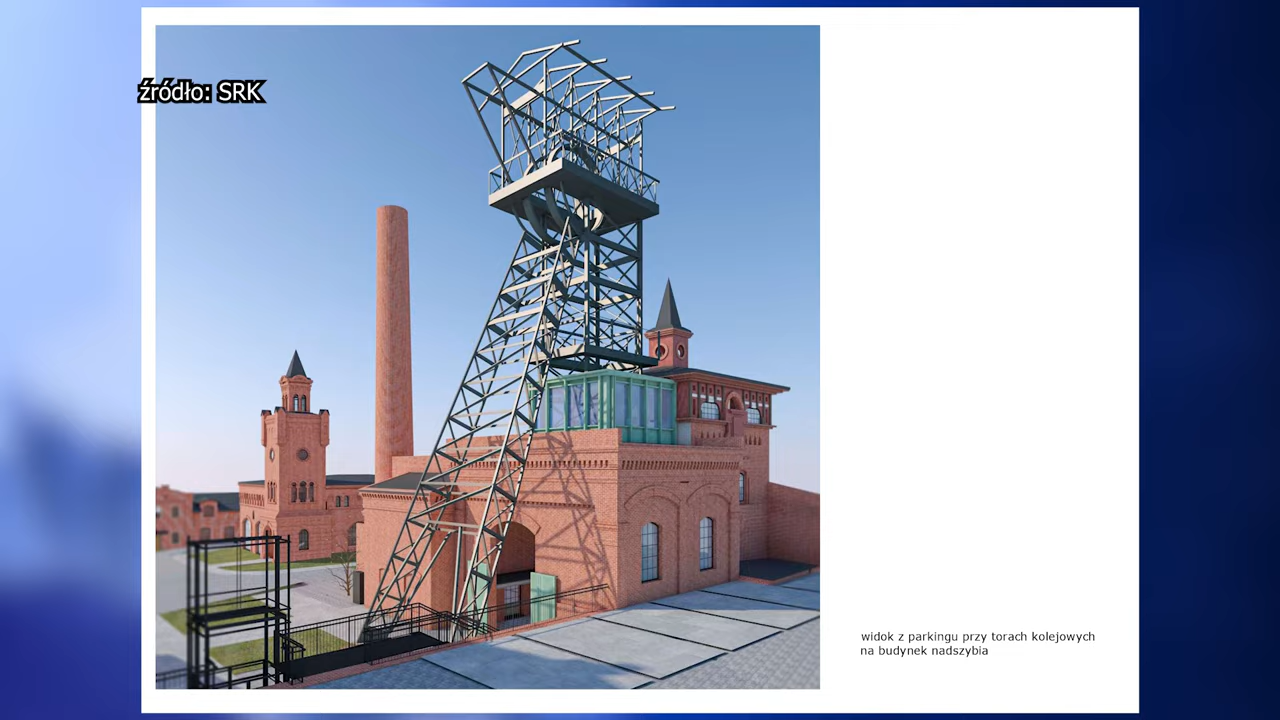 źródło: SRK
widok z parkingu przy torach kolejowych
na budynek nadszybia